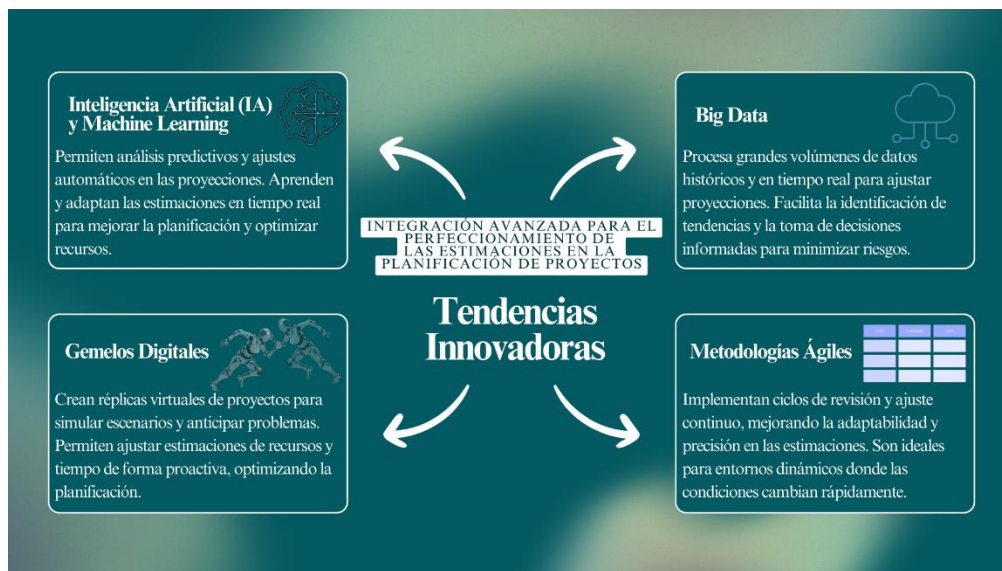 Inteligencia Artificial (IA)
y Machine Learning
Permiten análisis predictivos y ajustes
automáticos en las proyecciones. Aprenden
y adaptan las estimaciones en tiempo real
para mejorar la planificación y optimizar
recursos.
Big Data
Procesa grandes volúmenes de datos
históricos y en tiempo real para ajustar
proyecciones. Facilita la identificación de
tendencias y la toma de decisiones
informadas para minimizar riesgos.
INTEGRACIÓN AVANZADA PARA EL
PERFECCIONAMIENTO DE
LAS ESTIMACIONES EN LA
PLANIFICACIÓN DE PROYECTOS
Tendencias
Innovadoras
Gemelos Digitales
Crean réplicas virtuales de proyectos para
simular escenarios y anticipar problemas.
Permiten ajustar estimaciones de recursos y
tiempo de forma proactiva, optimizando la
planificación.
Metodologías Ágiles
Implementan ciclos de revisión y ajuste
continuo, mejorando la adaptabilidad y
precisión en las estimaciones. Son ideales
para entornos dinámicos donde las
condiciones cambian rápidamente.